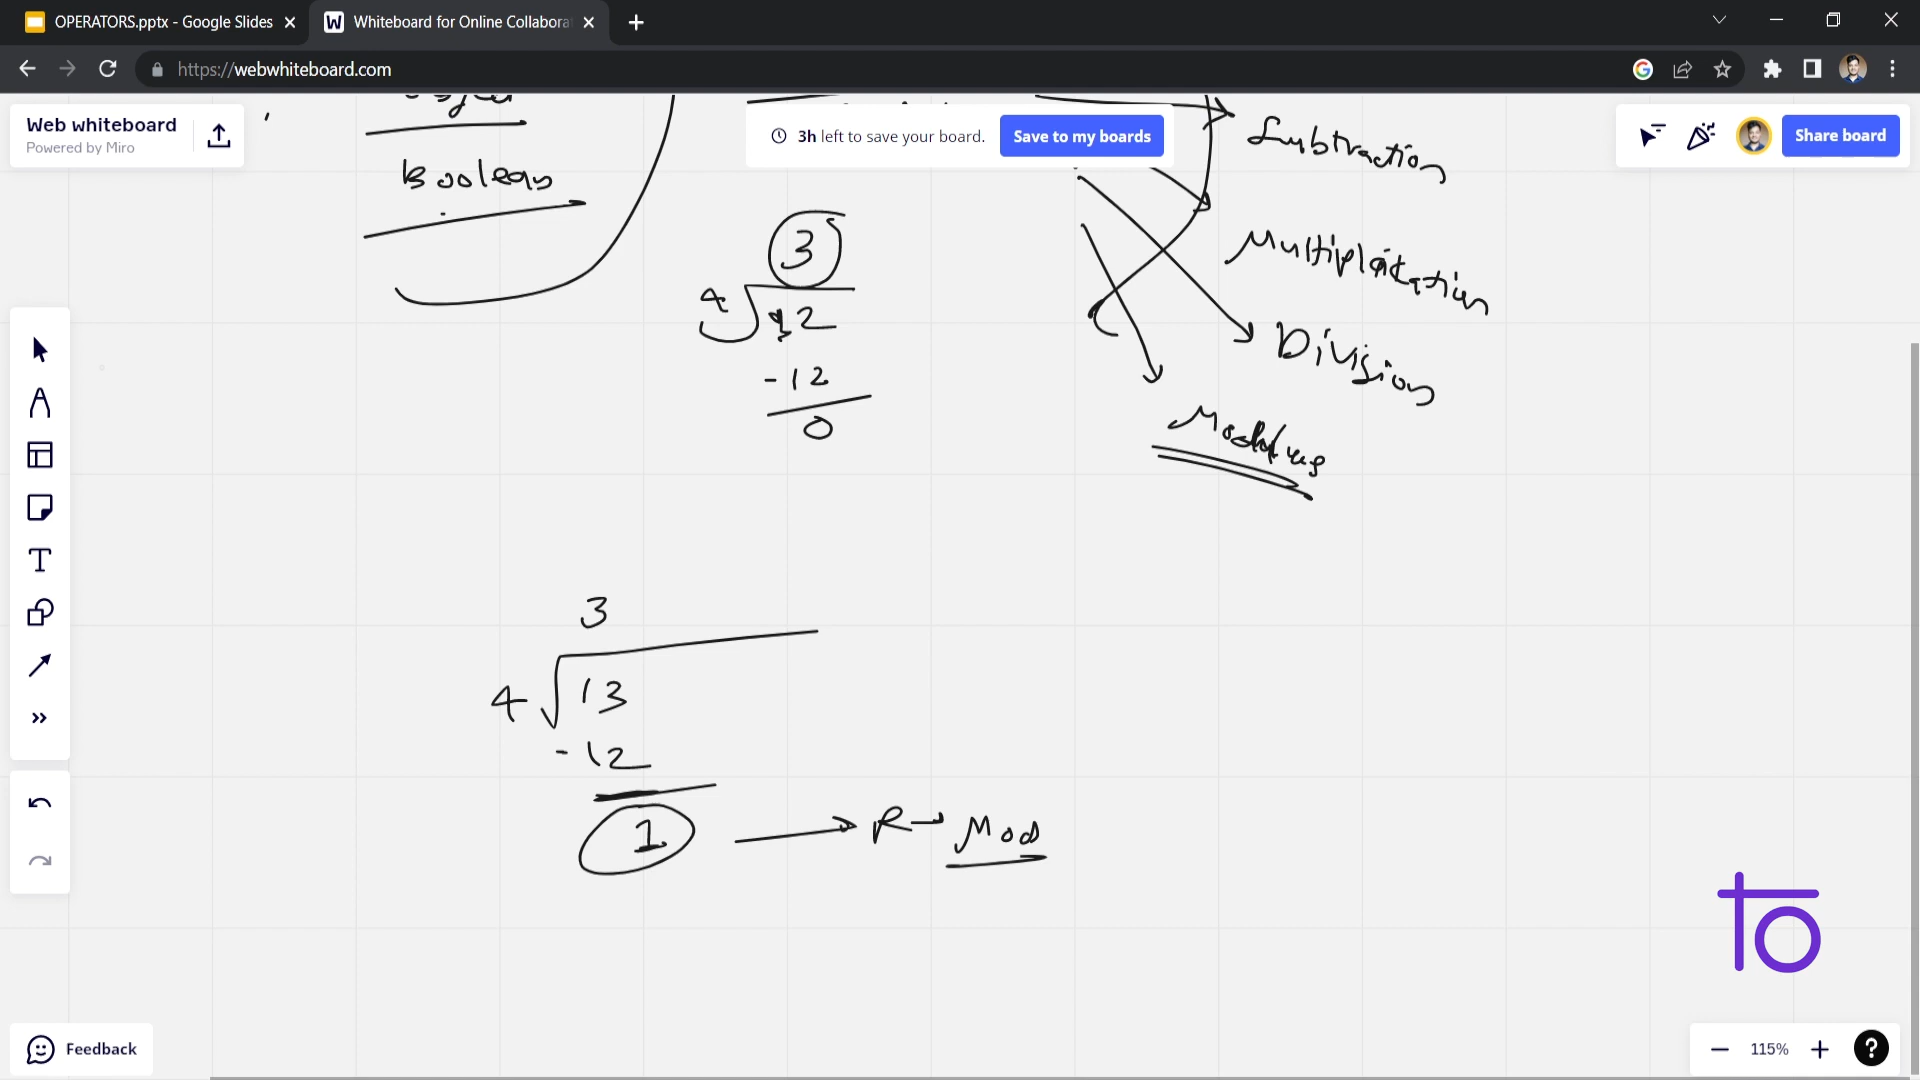 OPERATORS.pptx - Google Slides
Whiteboard for Online Collabora
https://webwhiteboard.com
Web whiteboard
Powered by Miro
3h left to save your board.
Save to my boards
Share board
Boolean
Subtraction
Multiplication
Division
Modulus
3
4 12
- 12
0
3
4 13
- 12
1 → R → Mod
to
Feedback
115%
?